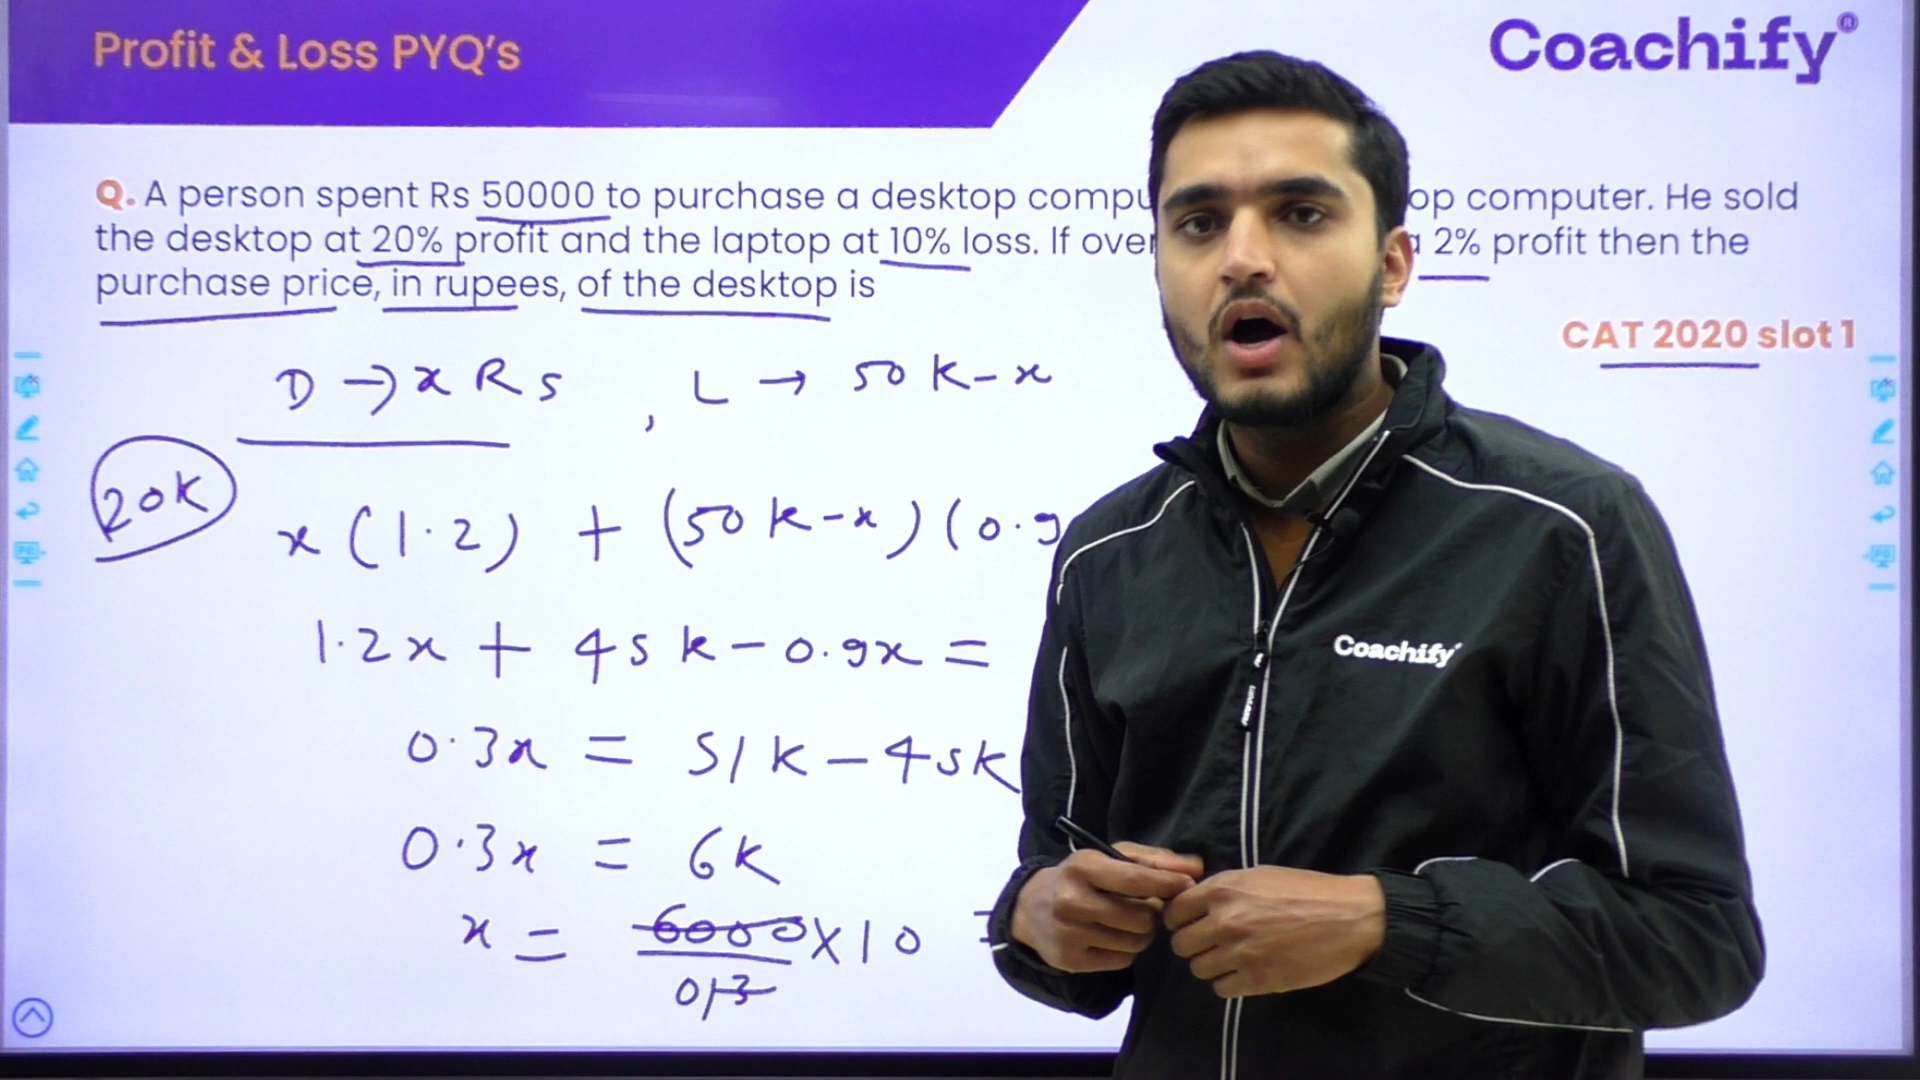 Profit & Loss PYQ's
Coachify®
Q. A person spent Rs 50000 to purchase a desktop compu op computer. He sold
the desktop at 20% profit and the laptop at 10% loss. If over a 2% profit then the
purchase price, in rupees, of the desktop is
CAT 2020 slot 1
D → x Rs , L → 50k-x
20K
x (1.2) + (50k-x) (0.9
1.2x + 45k - 0.9x =
0.3x = 51k - 45k
0.3x = 6k
x = 6000 X10 =
0.3
Coachify